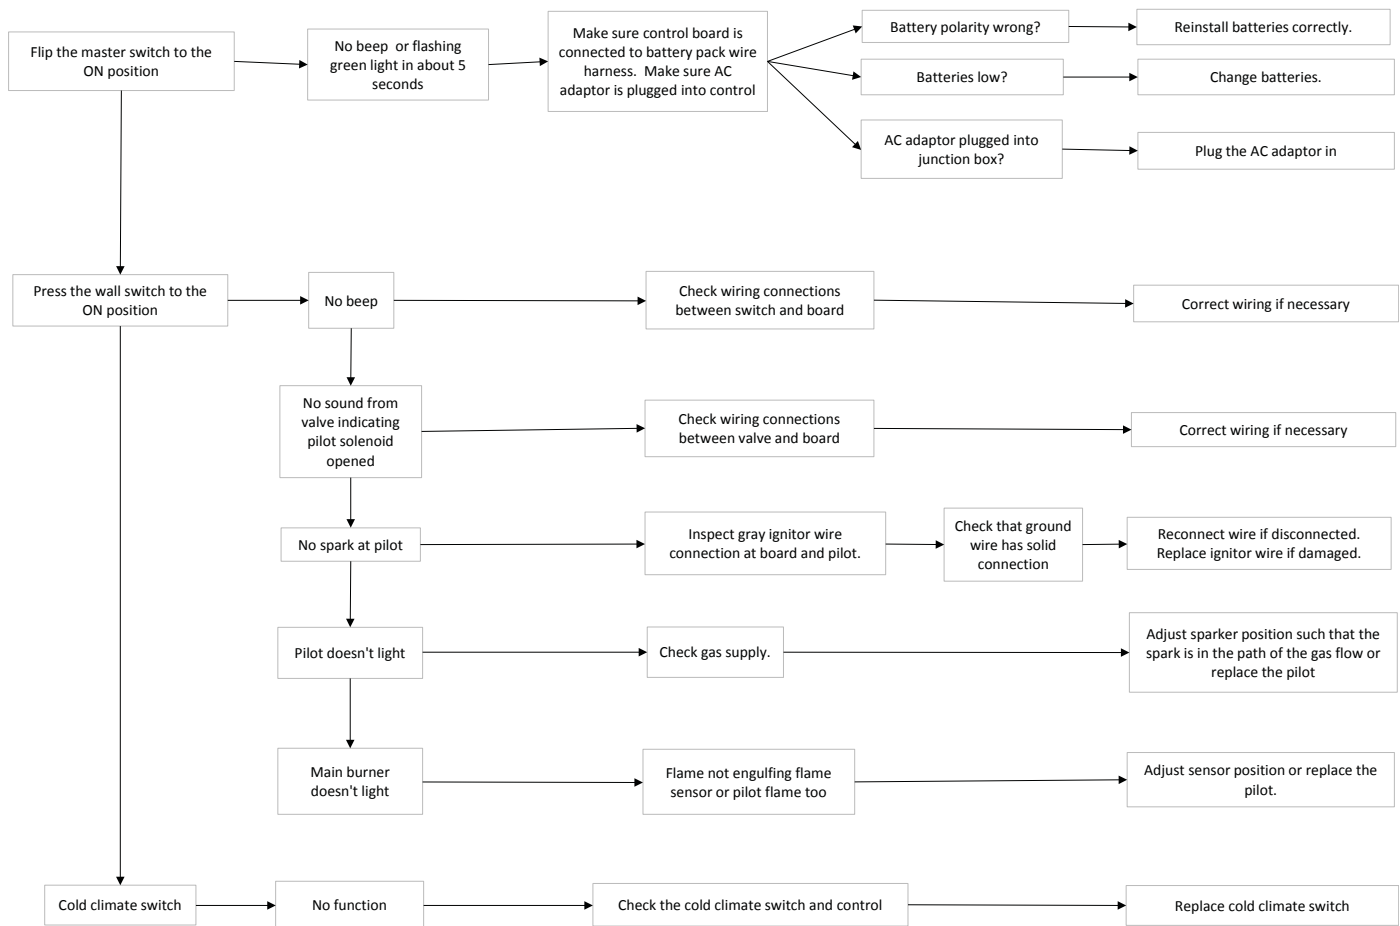 Flip the master switch to the
ON position
No beep  or flashing
green light in about 5
seconds
Make sure control board is
connected to battery pack wire
harness.  Make sure AC
adaptor is plugged into control
Battery polarity wrong?
Reinstall batteries correctly.
Batteries low?
Change batteries.
AC adaptor plugged into
junction box?
Plug the AC adaptor in
Press the wall switch to the
ON position
No beep
Check wiring connections
between switch and board
Correct wiring if necessary
No sound from
valve indicating
pilot solenoid
opened
Check wiring connections
between valve and board
Correct wiring if necessary
No spark at pilot
Inspect gray ignitor wire
connection at board and pilot.
Check that ground
wire has solid
connection
Reconnect wire if disconnected.
Replace ignitor wire if damaged.
Pilot doesn't light
Check gas supply.
Adjust sparker position such that the
spark is in the path of the gas flow or
replace the pilot
Main burner
doesn't light
Flame not engulfing flame
sensor or pilot flame too
Adjust sensor position or replace the
pilot.
Cold climate switch
No function
Check the cold climate switch and control
Replace cold climate switch